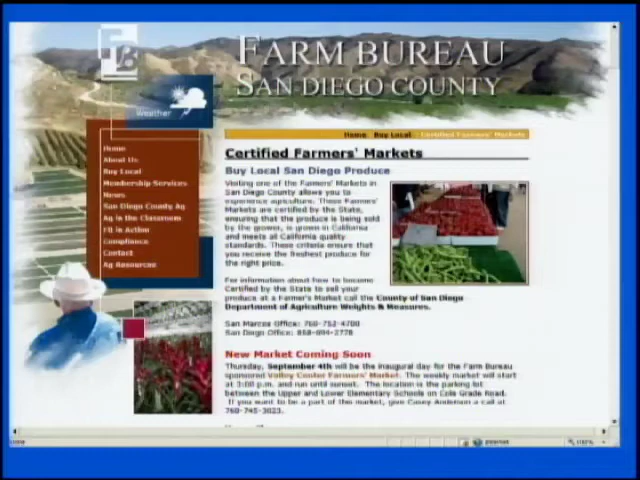 FB
FARM BUREAU
SAN DIEGO COUNTY
Weather
Home Buy Local Certified Farmers' Markets
Home
About Us
Buy Local
Membership Services
News
San Diego County Ag
Ag in the Classroom
FB in Action
Compliance
Contact
Ag Resources
Certified Farmers' Markets
Buy Local San Diego Produce
Visiting one of the Farmers' Markets in
San Diego County allows you to
experience agriculture. These Farmers'
Markets are certified by the State,
ensuring that the produce is being sold
by the grower, is grown in California
and meets all California quality
standards. These criteria ensure that
you receive the freshest produce for
the right price.
For information about how to become
Certified by the State to sell your
produce at a Farmer's Market call the County of San Diego
Department of Agriculture Weights & Measures.
San Marcos Office: 760-752-4700
San Diego Office: 858-694-2778
New Market Coming Soon
Thursday, September 4th will be the inaugural day for the Farm Bureau
sponsored Valley Center Farmers' Market. The weekly market will start
at 3:00 p.m. and run until sunset. The location is the parking lot
between the Upper and Lower Elementary Schools on Cole Grade Road.
If you want to be a part of this market, give Casey Anderson a call at
760-745-3023.
Internet
100%